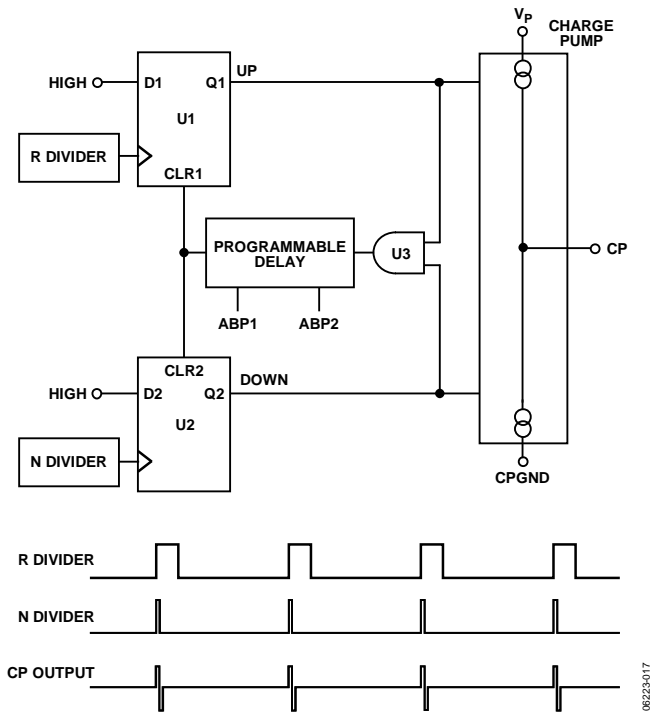 VP
CHARGE
PUMP
UP
HIGH
D1
Q1
U1
R DIVIDER
CLR1
PROGRAMMABLE
DELAY
U3
CP
ABP1
ABP2
CLR2
DOWN
HIGH
D2
Q2
U2
N DIVIDER
CPGND
R DIVIDER
N DIVIDER
CP OUTPUT
06223-017